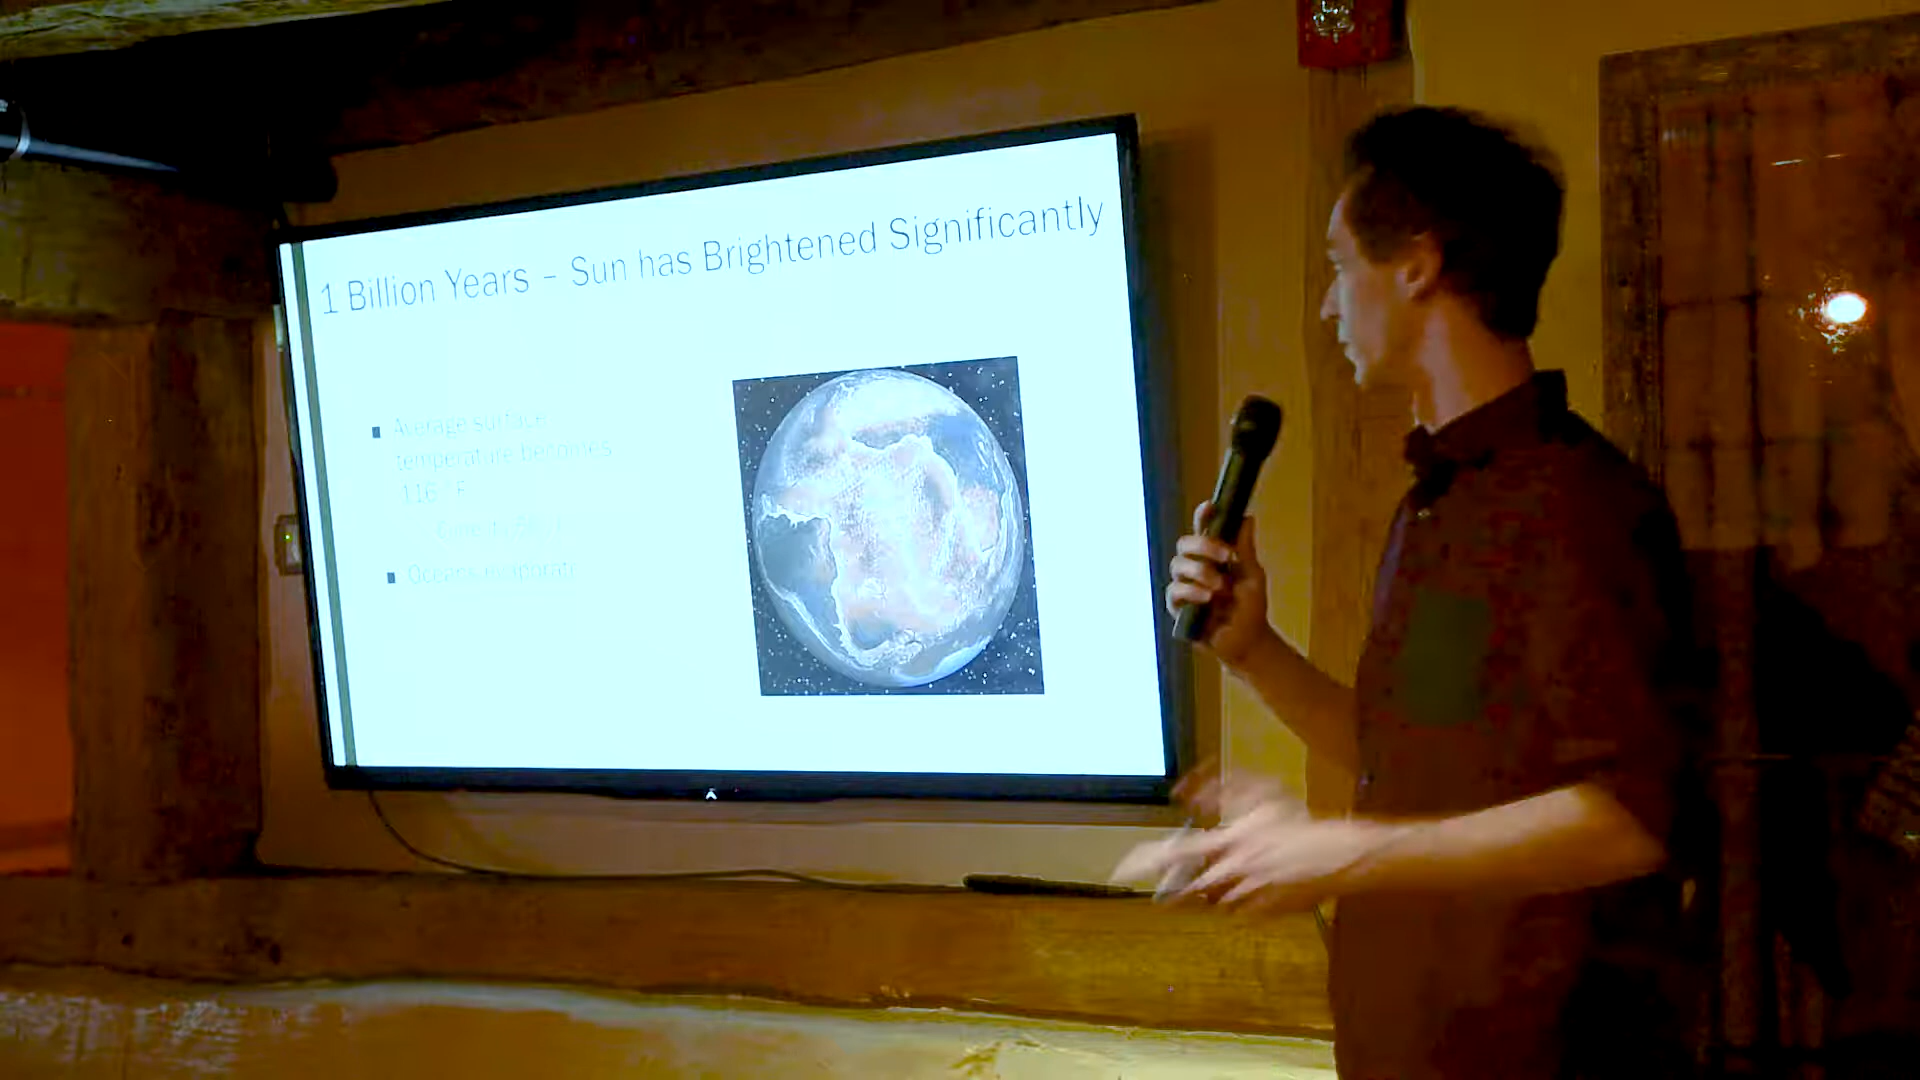 1 Billion Years – Sun has Brightened Significantly
■ Average surface
temperature becomes
116 °F
■ Oceans evaporate